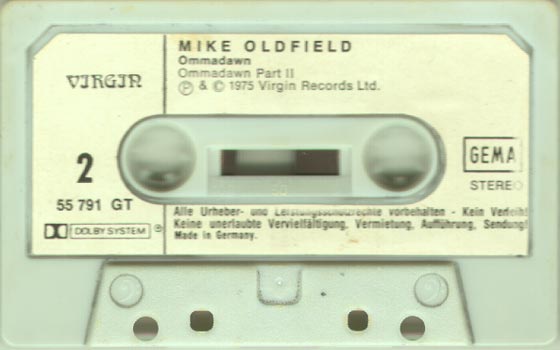 MIKE OLDFIELD
Ommadawn
Ommadawn Part II
Ⓟ & © 1975 Virgin Records Ltd.
VIRGIN
2
55 791 GT
DOLBY SYSTEM ®
GEMA
STEREO
Alle Urheber- und Leistungsschutzrechte vorbehalten - Kein Verleih!
Keine unerlaubte Vervielfältigung, Vermietung, Aufführung, Sendung!
Made in Germany.